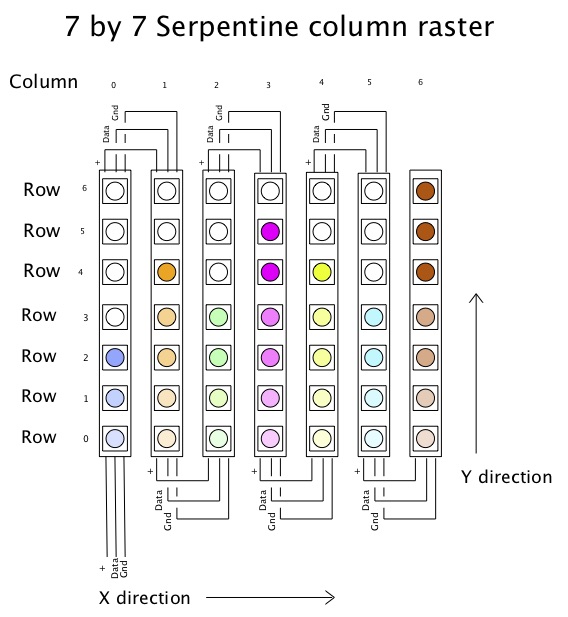 7 by 7 Serpentine column raster
Column 0 1 2 3 4 5 6
Gnd Gnd Gnd
Data Data Data
+ + +
Row 6
Row 5
Row 4
Row 3
Row 2
Row 1
Row 0
+ + +
Data Data Data
Gnd Gnd Gnd
Y direction
+ Data Gnd
X direction